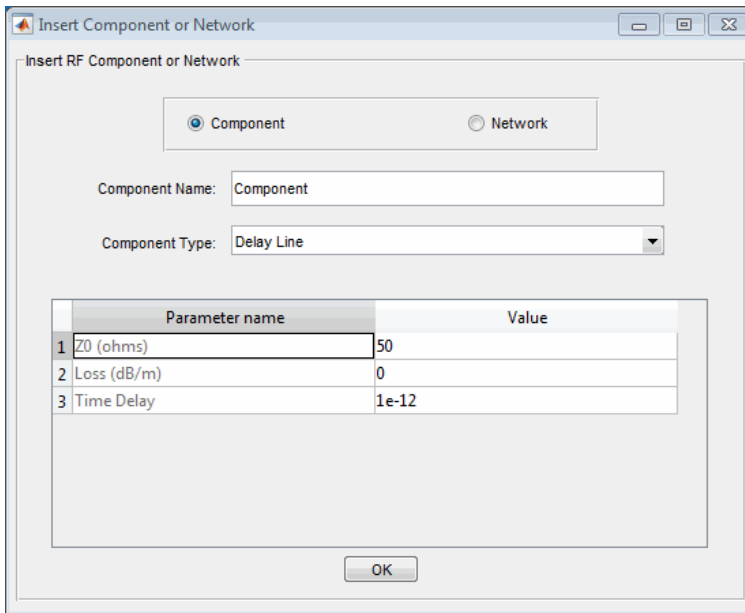 Insert Component or Network
Insert RF Component or Network
Component Network
Component Name: Component
Component Type: Delay Line
Parameter name Value
1 Z0 (ohms) 50
2 Loss (dB/m) 0
3 Time Delay 1e-12
OK